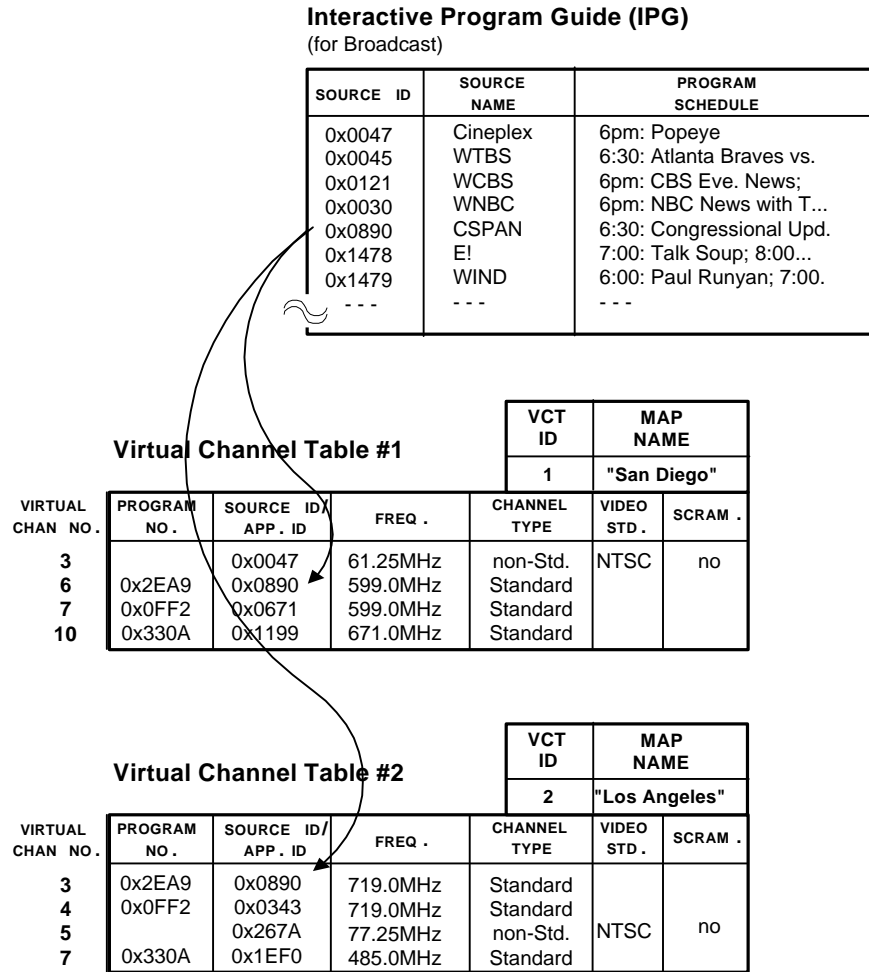 Interactive Program Guide (IPG)
(for Broadcast)
SOURCE ID SOURCE NAME PROGRAM SCHEDULE
0x0047 Cineplex 6pm: Popeye
0x0045 WTBS 6:30: Atlanta Braves vs.
0x0121 WCBS 6pm: CBS Eve. News;
0x0030 WNBC 6pm: NBC News with T...
0x0890 CSPAN 6:30: Congressional Upd.
0x1478 E! 7:00: Talk Soup; 8:00...
0x1479 WIND 6:00: Paul Runyan; 7:00.
- - - - - - - - -
Virtual Channel Table #1
VCT ID MAP NAME
1 "San Diego"
VIRTUAL CHAN NO. PROGRAM NO. SOURCE ID/ APP. ID FREQ. CHANNEL TYPE VIDEO STD. SCRAM.
3 0x0047 61.25MHz non-Std. NTSC no
6 0x2EA9 0x0890 599.0MHz Standard
7 0x0FF2 0x0671 599.0MHz Standard
10 0x330A 0x1199 671.0MHz Standard
Virtual Channel Table #2
VCT ID MAP NAME
2 "Los Angeles"
VIRTUAL CHAN NO. PROGRAM NO. SOURCE ID/ APP. ID FREQ. CHANNEL TYPE VIDEO STD. SCRAM.
3 0x2EA9 0x0890 719.0MHz Standard
4 0x0FF2 0x0343 719.0MHz Standard
5 0x267A 77.25MHz non-Std. NTSC no
7 0x330A 0x1EF0 485.0MHz Standard